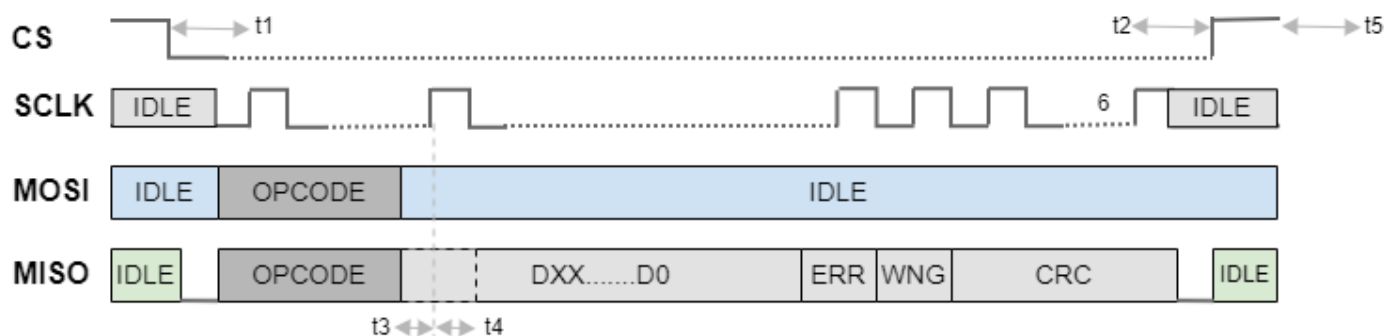 CS t1 t2 t5
SCLK IDLE 6 IDLE
MOSI IDLE OPCODE IDLE
MISO IDLE OPCODE DXX.......D0 ERR WNG CRC IDLE
t3 t4